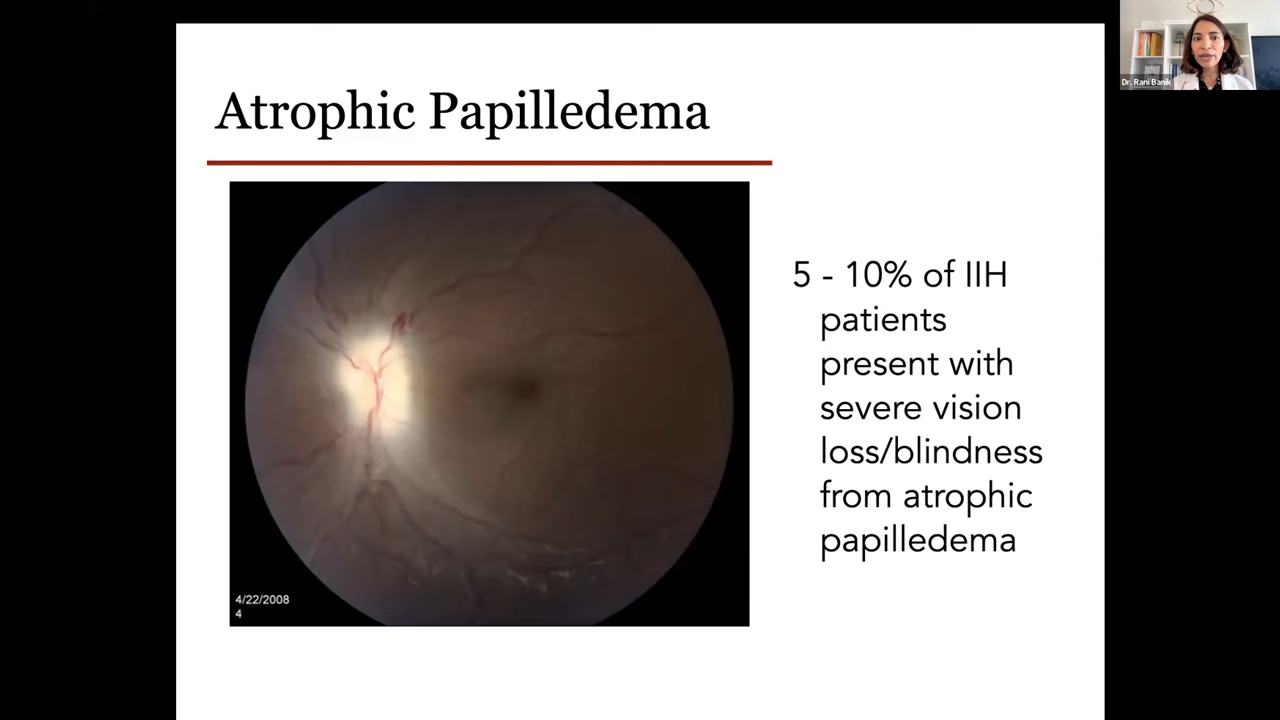 Atrophic Papilledema
5 - 10% of IIH
patients
present with
severe vision
loss/blindness
from atrophic
papilledema
4/22/2008
4
Dr. Rani Banik